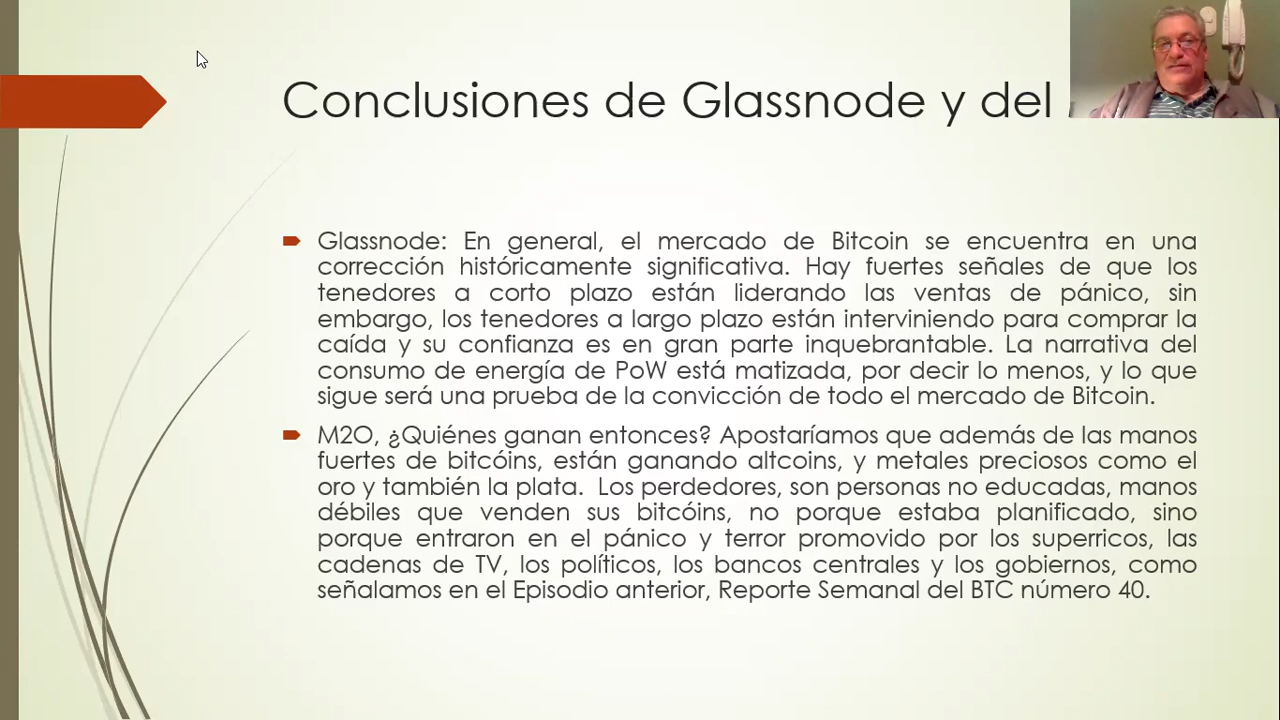 Conclusiones de Glassnode y del
Glassnode: En general, el mercado de Bitcoin se encuentra en una
corrección históricamente significativa. Hay fuertes señales de que los
tenedores a corto plazo están liderando las ventas de pánico, sin
embargo, los tenedores a largo plazo están interviniendo para comprar la
caída y su confianza es en gran parte inquebrantable. La narrativa del
consumo de energía de PoW está matizada, por decir lo menos, y lo que
sigue será una prueba de la convicción de todo el mercado de Bitcoin.
M2O, ¿Quiénes ganan entonces? Apostaríamos que además de las manos
fuertes de bitcóins, están ganando altcoins, y metales preciosos como el
oro y también la plata. Los perdedores, son personas no educadas, manos
débiles que venden sus bitcóins, no porque estaba planificado, sino
porque entraron en el pánico y terror promovido por los superricos, las
cadenas de TV, los políticos, los bancos centrales y los gobiernos, como
señalamos en el Episodio anterior, Reporte Semanal del BTC número 40.